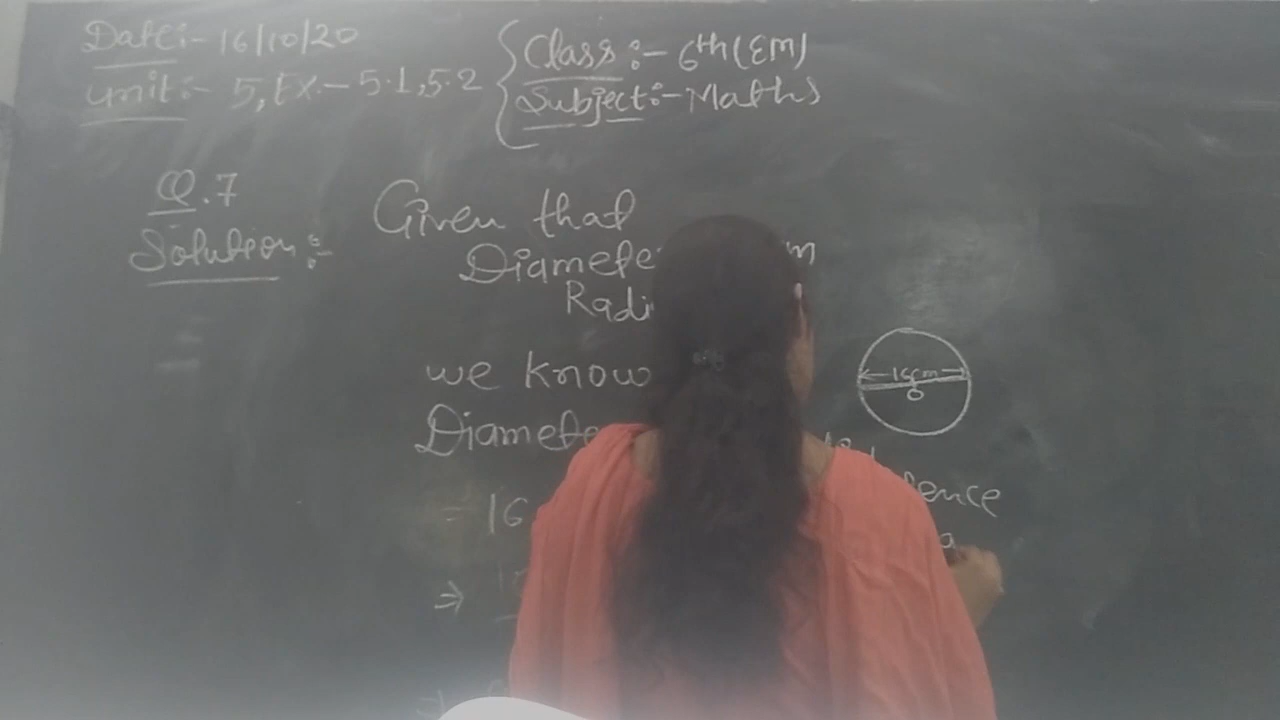 Date:- 16/10/20
Unit:- 5, Ex.- 5.1, 5.2
Class:- 6th (EM)
Subject:- Maths
Q.7
Solution:-
Given that
Diamete
m
Radi
we know
Diamete
= 16
ence
⇒
16cm
O